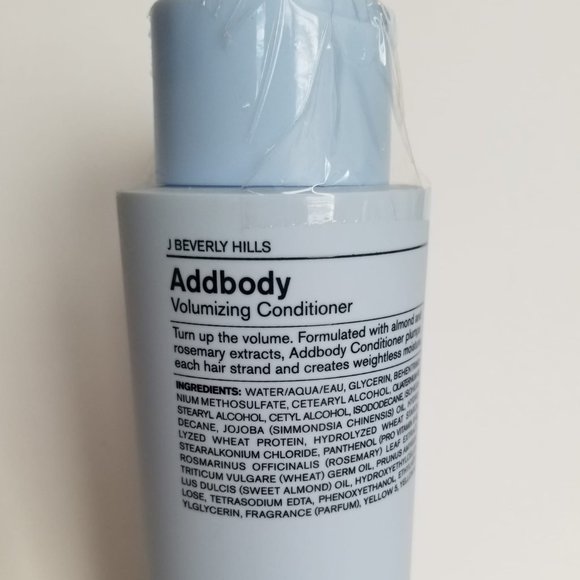 J BEVERLY HILLS
Addbody
Volumizing Conditioner
Turn up the volume. Formulated with almond and
rosemary extracts, Addbody Conditioner
each hair strand and creates weightless
INGREDIENTS: WATER/AQUA/EAU, GLYCERIN,
NIUM METHOSULFATE, CETEARYL ALCOHOL,
STEARYL ALCOHOL, CETYL ALCOHOL, ISODODECANE,
DECANE, JOJOBA (SIMMONDSIA CHINENSIS) OIL,
LYZED WHEAT PROTEIN, HYDROLYZED WHEAT
STEARALKONIUM CHLORIDE, PANTHENOL (PRO VITAMIN
ROSMARINUS OFFICINALIS (ROSEMARY) LEAF
TRITICUM VULGARE (WHEAT) GERM OIL, PRUNUS
LUS DULCIS (SWEET ALMOND) OIL,
LOSE, TETRASODIUM EDTA, PHENOXYETHANOL,
YLGLYCERIN, FRAGRANCE (PARFUM), YELLOW 5,